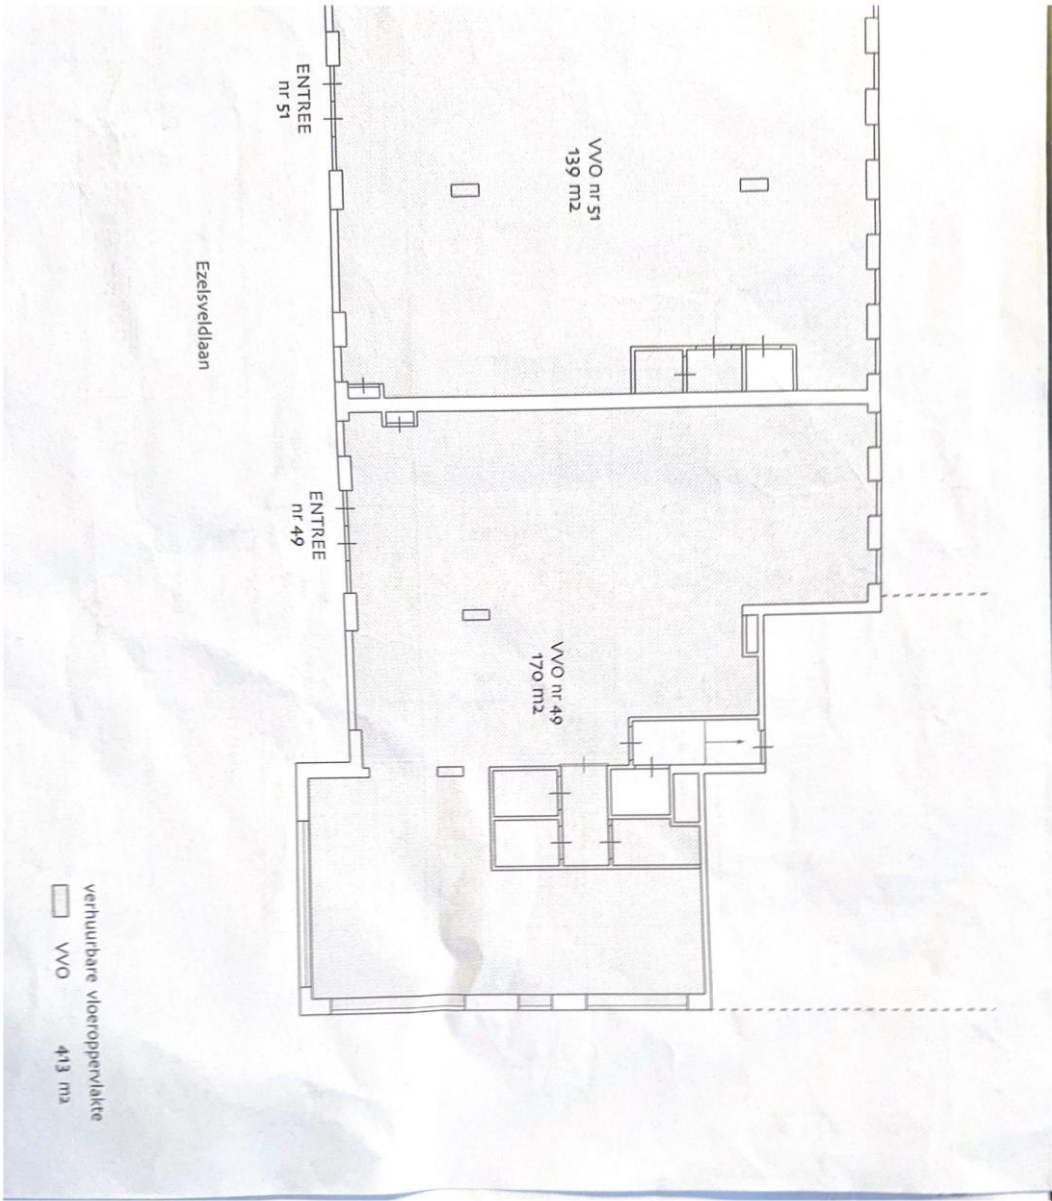 ENTREE
nr 51
VVO nr 51
139 m2
Ezelsveldlaan
ENTREE
nr 49
VVO nr 49
170 m2
verhuurbare vloeroppervlakte
VVO 413 m2